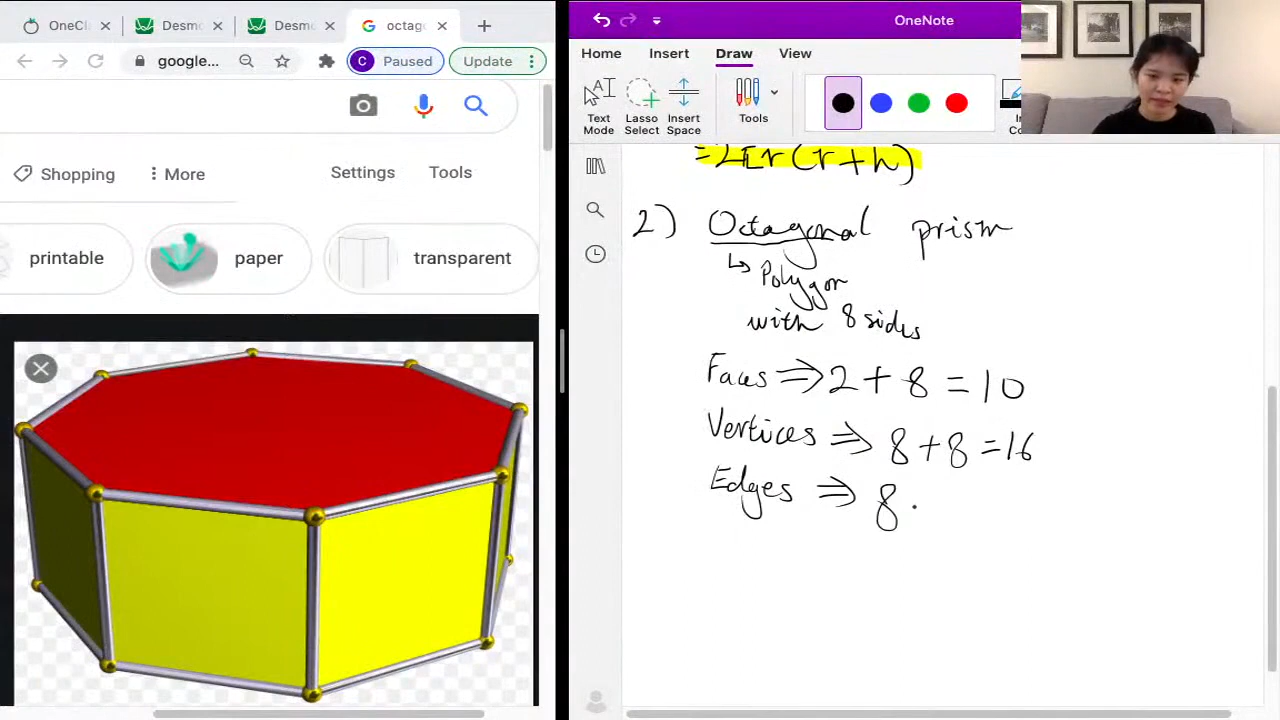 OneCl
Desmo
Desmo
octag
google...
C Paused
Update
Shopping
More
Settings
Tools
printable
paper
transparent
OneNote
Home Insert Draw View
Text Mode
Lasso Select
Insert Space
Tools
r(r+h)
2) Octagonal prism
↳ Polygon
with 8 sides
Faces ⇒ 2 + 8 = 10
Vertices ⇒ 8 + 8 = 16
Edges ⇒ 8